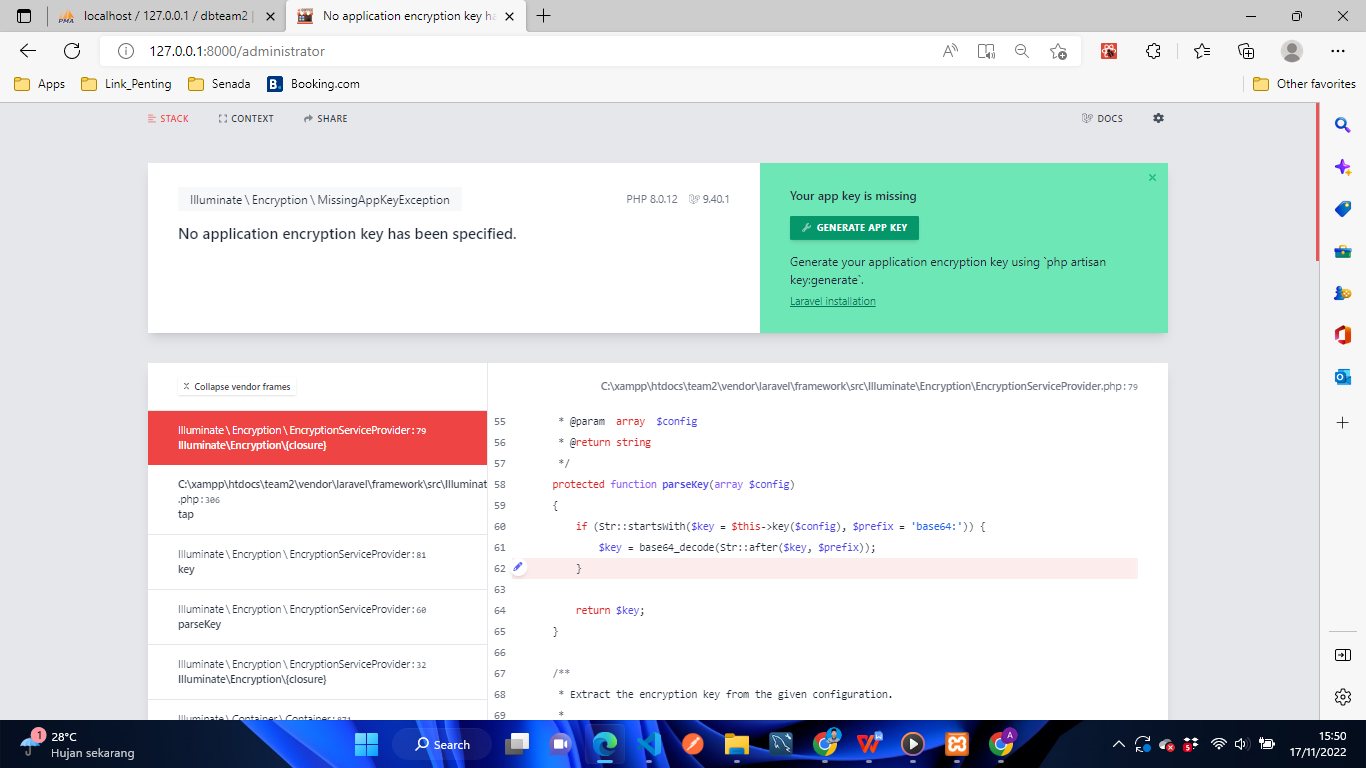 localhost / 127.0.0.1 / dbteam2 |
No application encryption key ha
127.0.0.1:8000/administrator
Apps
Link_Penting
Senada
B.
Booking.com
Other favorites
STACK
CONTEXT
SHARE
DOCS
Illuminate \ Encryption \ MissingAppKeyException
PHP 8.0.12
9.40.1
No application encryption key has been specified.
Your app key is missing
GENERATE APP KEY
Generate your application encryption key using `php artisan
key:generate`.
Laravel installation
Collapse vendor frames
Illuminate \ Encryption \ EncryptionServiceProvider:79
Illuminate\Encryption\{closure}
C:\xampp\htdocs\team2\vendor\laravel\framework\src\Illuminat
.php:306
tap
Illuminate \ Encryption \ EncryptionServiceProvider:81
key
Illuminate \ Encryption \ EncryptionServiceProvider:60
parseKey
Illuminate \ Encryption \ EncryptionServiceProvider:32
Illuminate\Encryption\{closure}
Illuminate \ Container \ Container:871
C:\xampp\htdocs\team2\vendor\laravel\framework\src\Illuminate\Encryption\EncryptionServiceProvider.php:79
55 * @param array $config
56 * @return string
57 */
58 protected function parseKey(array $config)
59 {
60 if (Str::startsWith($key = $this->key($config), $prefix = 'base64:')) {
61 $key = base64_decode(Str::after($key, $prefix));
62 }
63
64 return $key;
65 }
66
67 /**
68 * Extract the encryption key from the given configuration.
69 *
1
28°C
Hujan sekarang
Search
A
5
15:50
17/11/2022